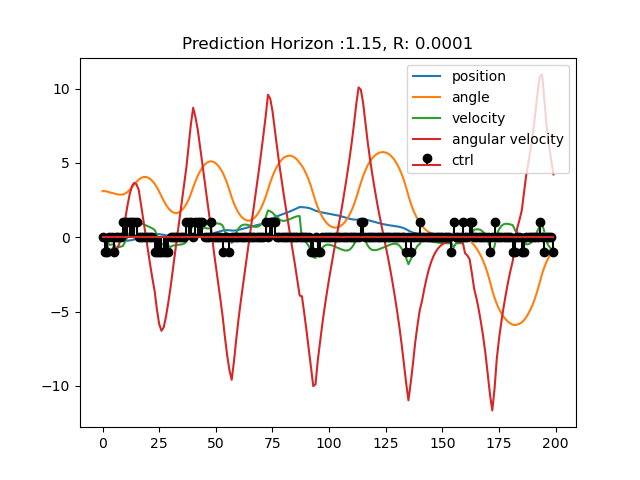 Prediction Horizon :1.15, R: 0.0001
position
angle
velocity
angular velocity
ctrl
10
5
0
−5
−10
0 25 50 75 100 125 150 175 200